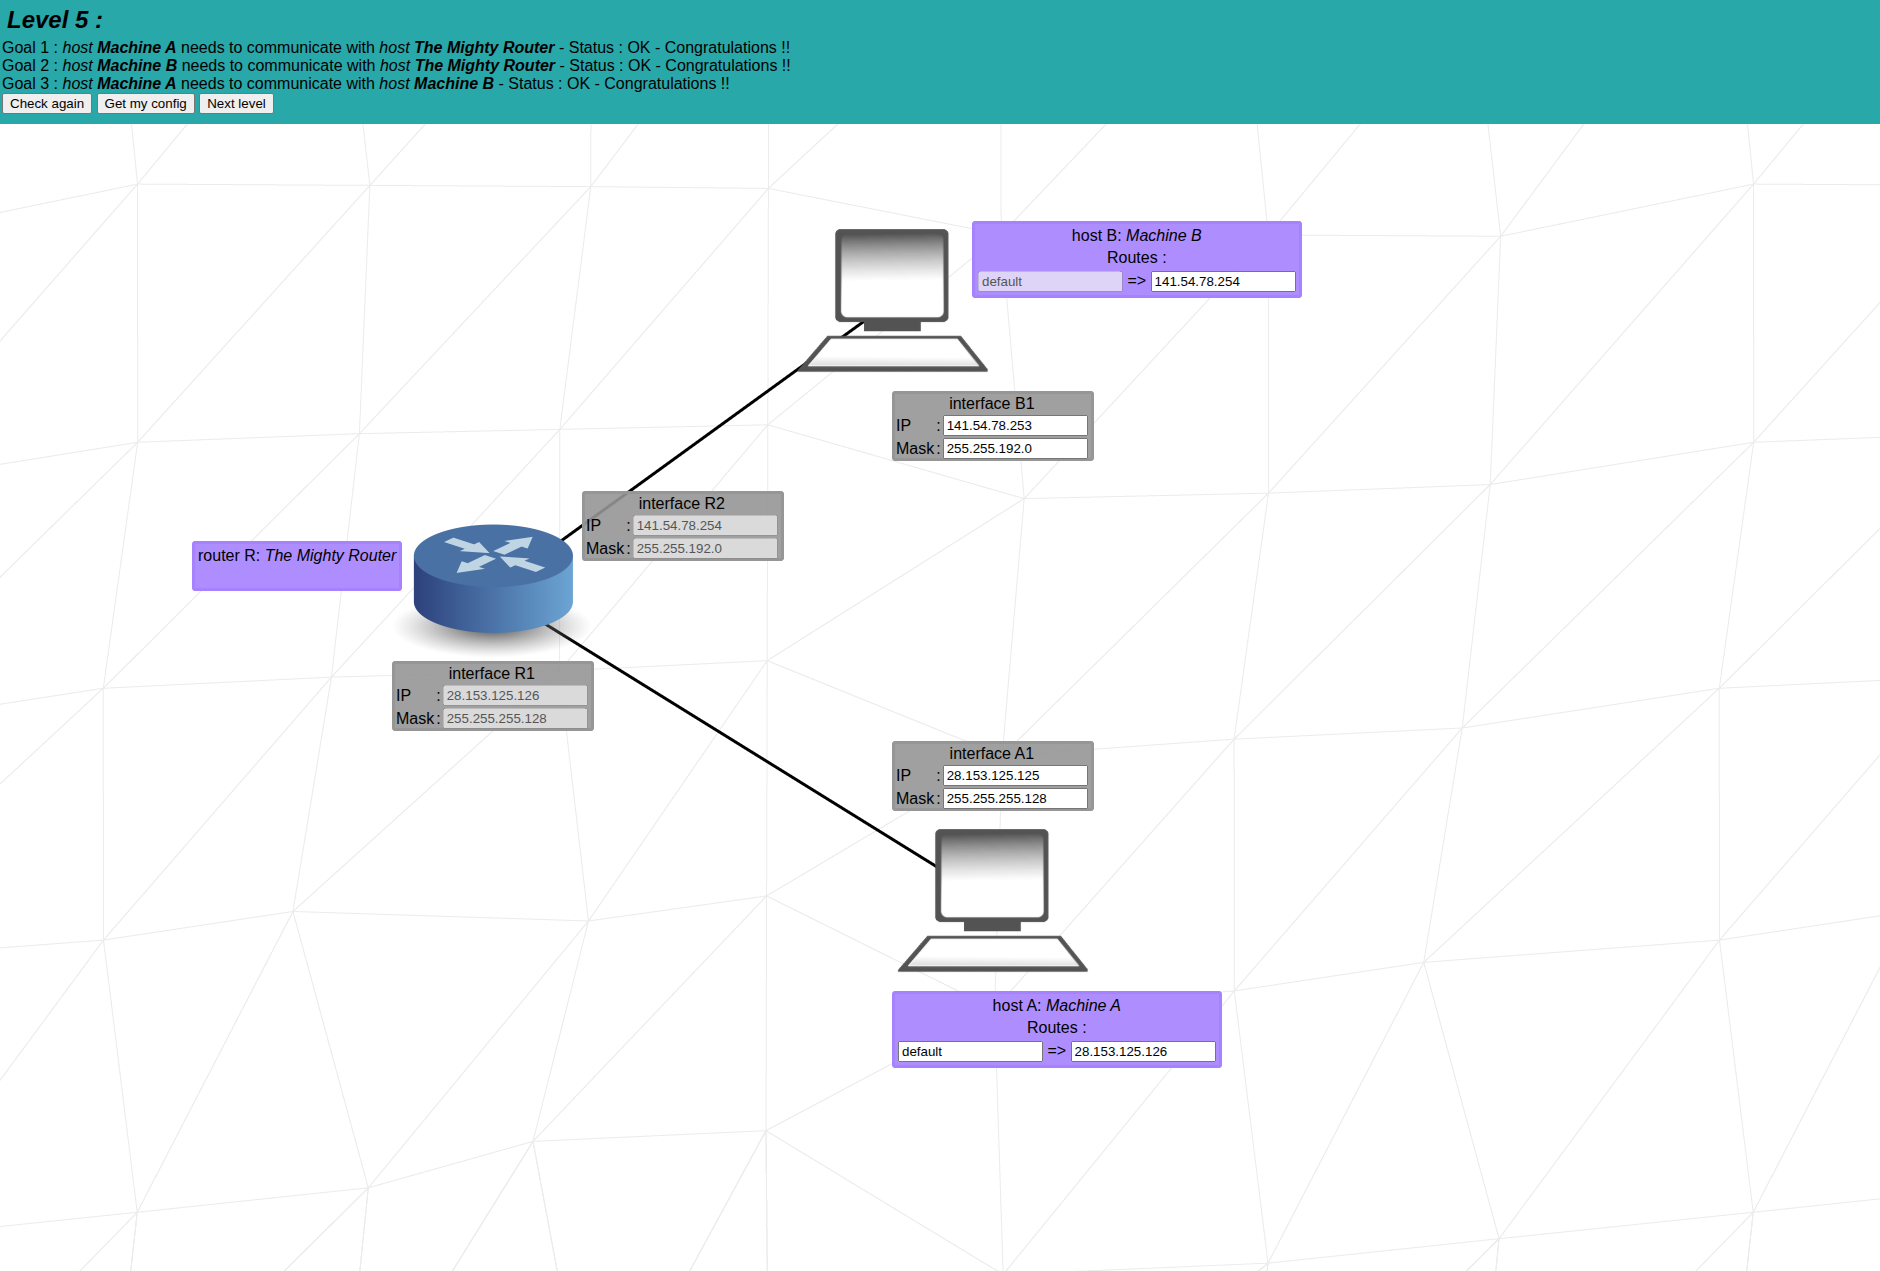 Level 5 :
Goal 1 : host Machine A needs to communicate with host The Mighty Router - Status : OK - Congratulations !!
Goal 2 : host Machine B needs to communicate with host The Mighty Router - Status : OK - Congratulations !!
Goal 3 : host Machine A needs to communicate with host Machine B - Status : OK - Congratulations !!
Check again Get my config Next level
host B: Machine B
Routes :
default => 141.54.78.254
interface B1
IP : 141.54.78.253
Mask : 255.255.192.0
interface R2
IP : 141.54.78.254
Mask : 255.255.192.0
router R: The Mighty Router
interface R1
IP : 28.153.125.126
Mask : 255.255.255.128
interface A1
IP : 28.153.125.125
Mask : 255.255.255.128
host A: Machine A
Routes :
default => 28.153.125.126